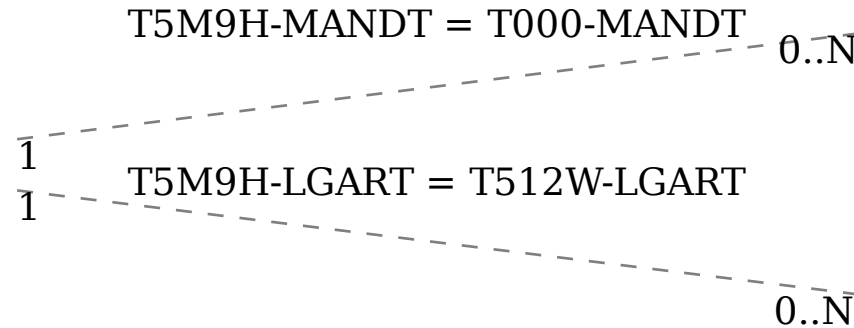 T5M9H-MANDT = T000-MANDT
0..N
1
T5M9H-LGART = T512W-LGART
1
0..N